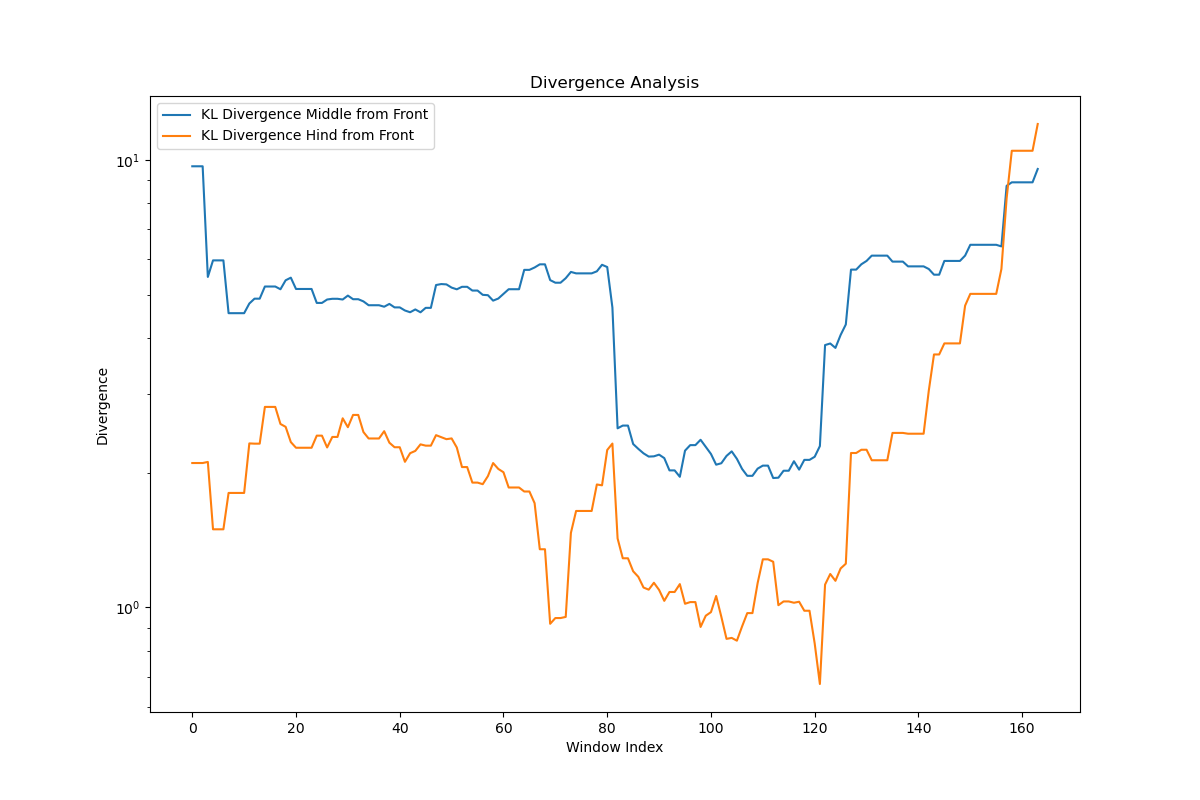 Divergence Analysis
KL Divergence Middle from Front
KL Divergence Hind from Front
10¹
10⁰
Divergence
0 20 40 60 80 100 120 140 160
Window Index